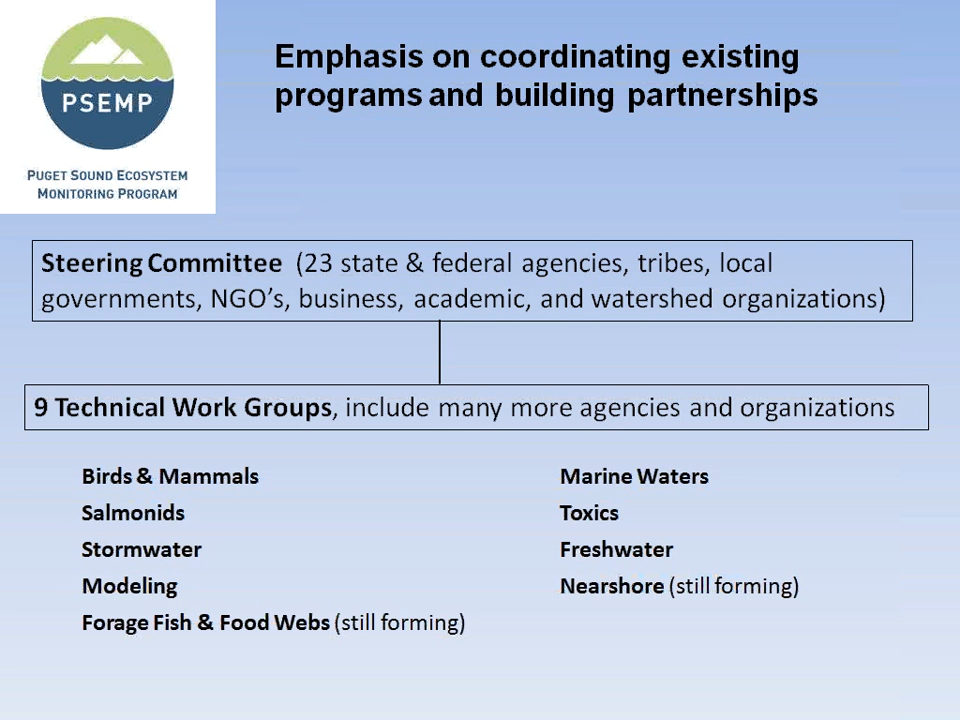 PSEMP
PUGET SOUND ECOSYSTEM
MONITORING PROGRAM
Emphasis on coordinating existing
programs and building partnerships
Steering Committee (23 state & federal agencies, tribes, local
governments, NGO's, business, academic, and watershed organizations)
9 Technical Work Groups, include many more agencies and organizations
Birds & Mammals
Salmonids
Stormwater
Modeling
Forage Fish & Food Webs (still forming)
Marine Waters
Toxics
Freshwater
Nearshore (still forming)